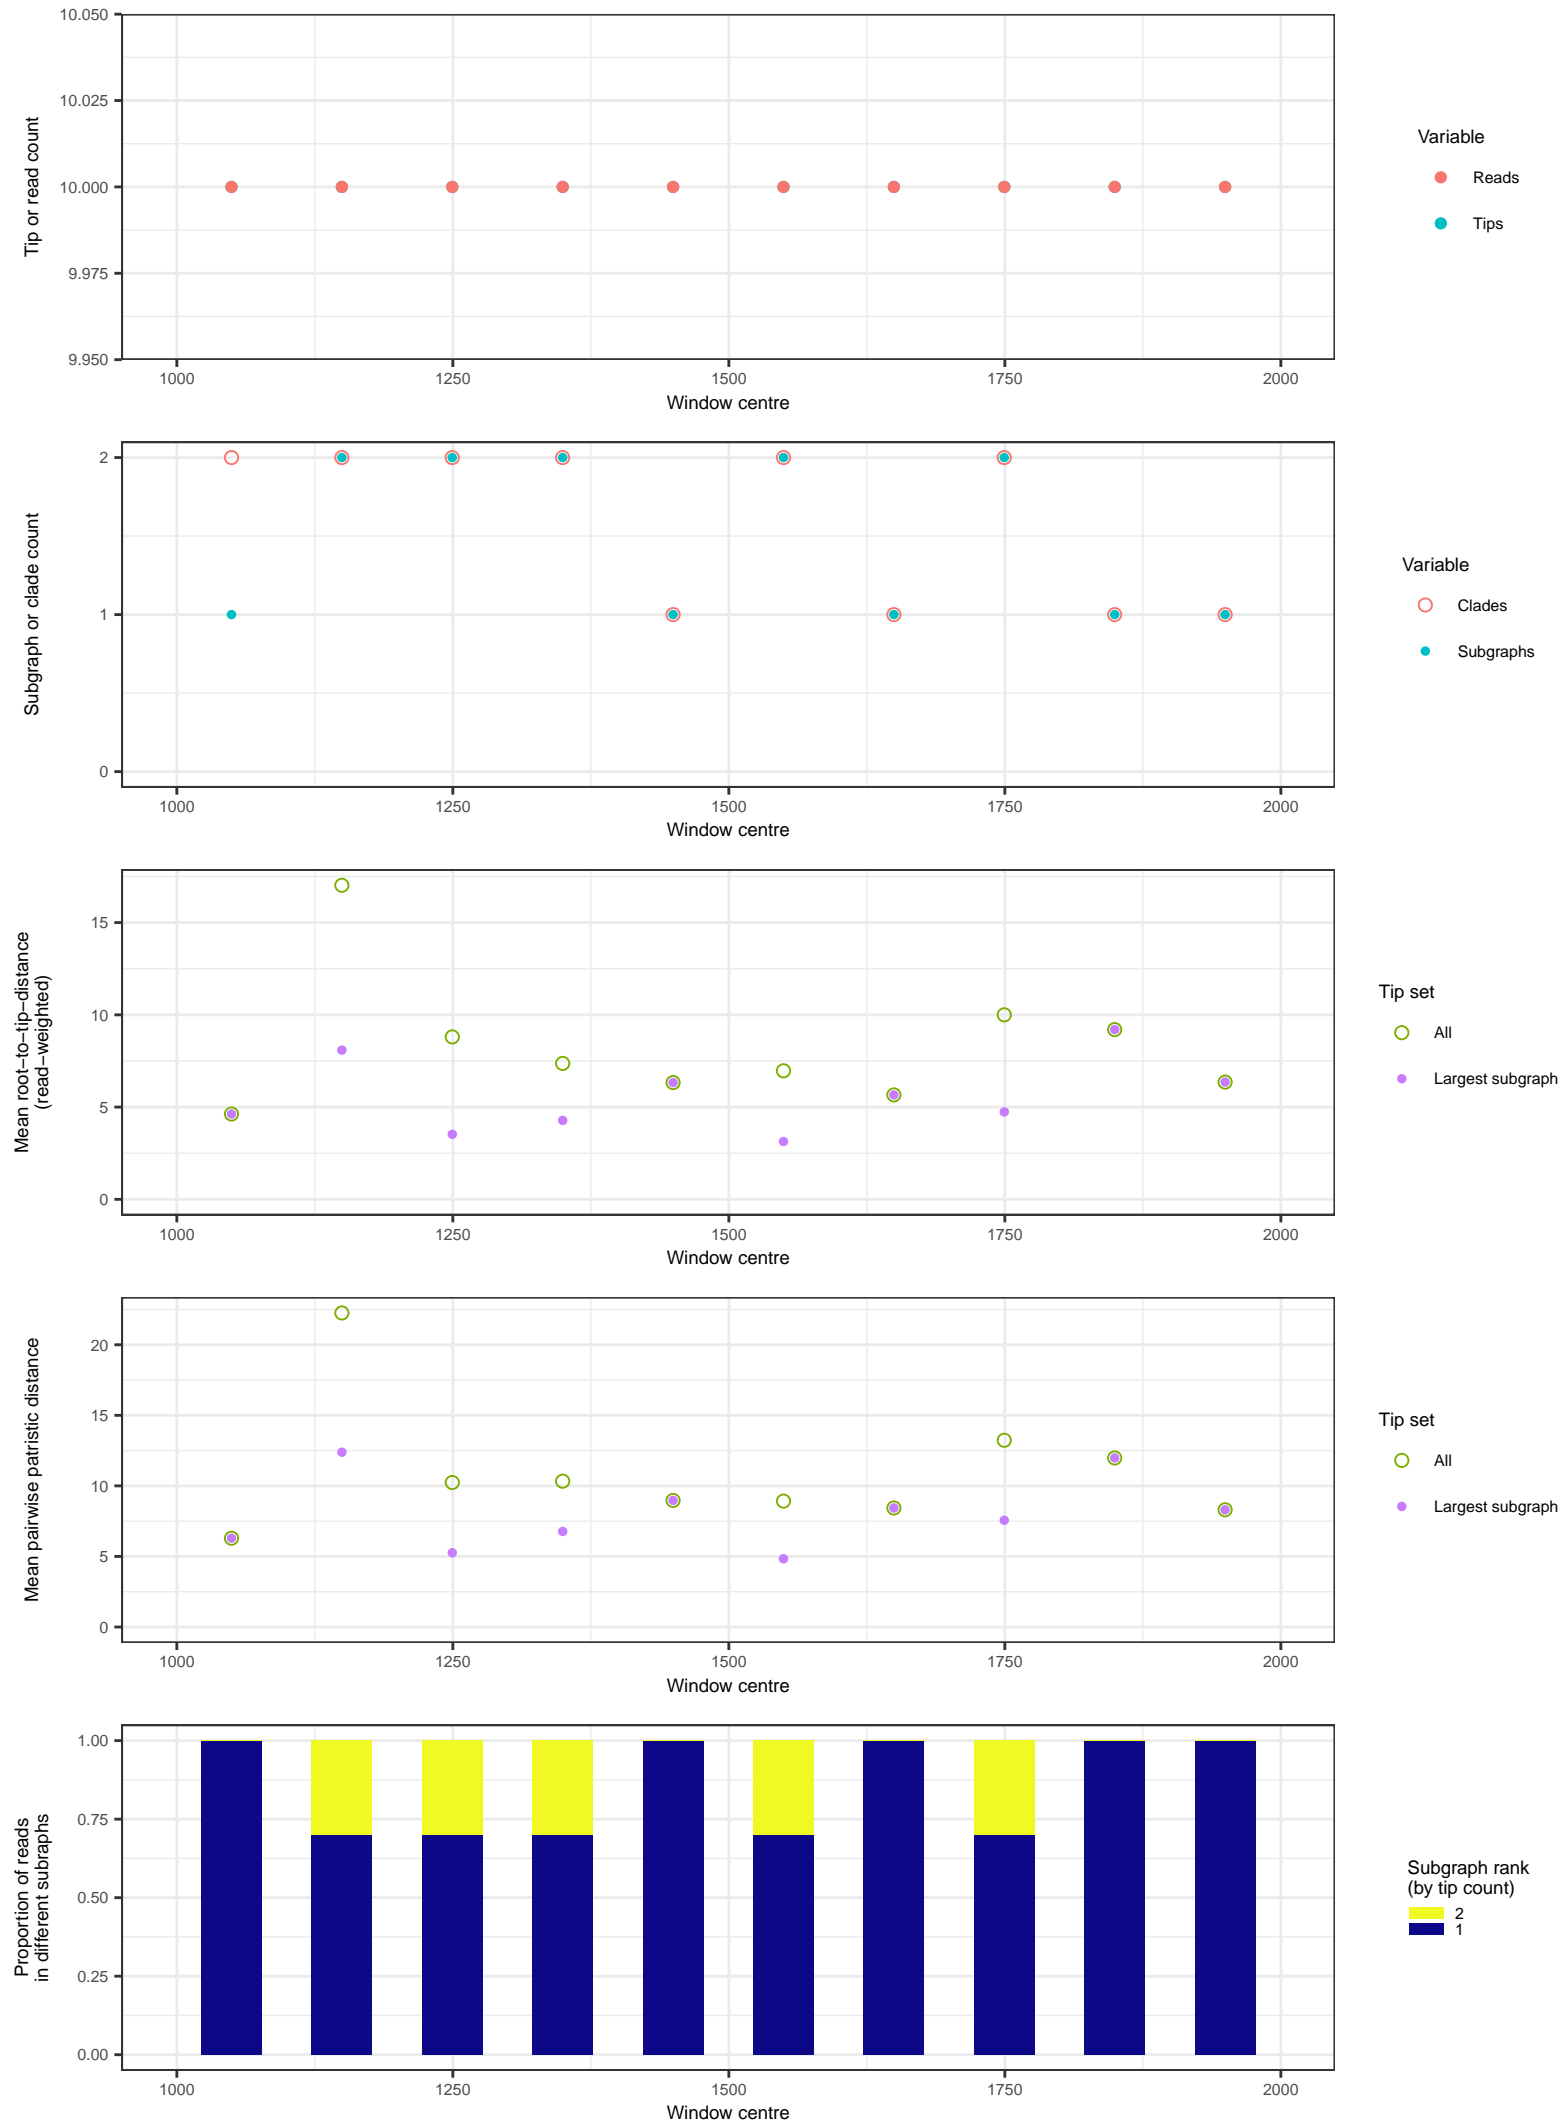 10.050
10.025
10.000
9.975
9.950
Tip or read count
1000 1250 1500 1750 2000
Window centre
Variable
Reads
Tips
2
1
0
Subgraph or clade count
1000 1250 1500 1750 2000
Window centre
Variable
Clades
Subgraphs
15
10
5
0
Mean root−to−tip−distance
(read−weighted)
1000 1250 1500 1750 2000
Window centre
Tip set
All
Largest subgraph
20
15
10
5
0
Mean pairwise patristic distance
1000 1250 1500 1750 2000
Window centre
Tip set
All
Largest subgraph
1.00
0.75
0.50
0.25
0.00
Proportion of reads
in different subraphs
1000 1250 1500 1750 2000
Window centre
Subgraph rank
(by tip count)
2
1